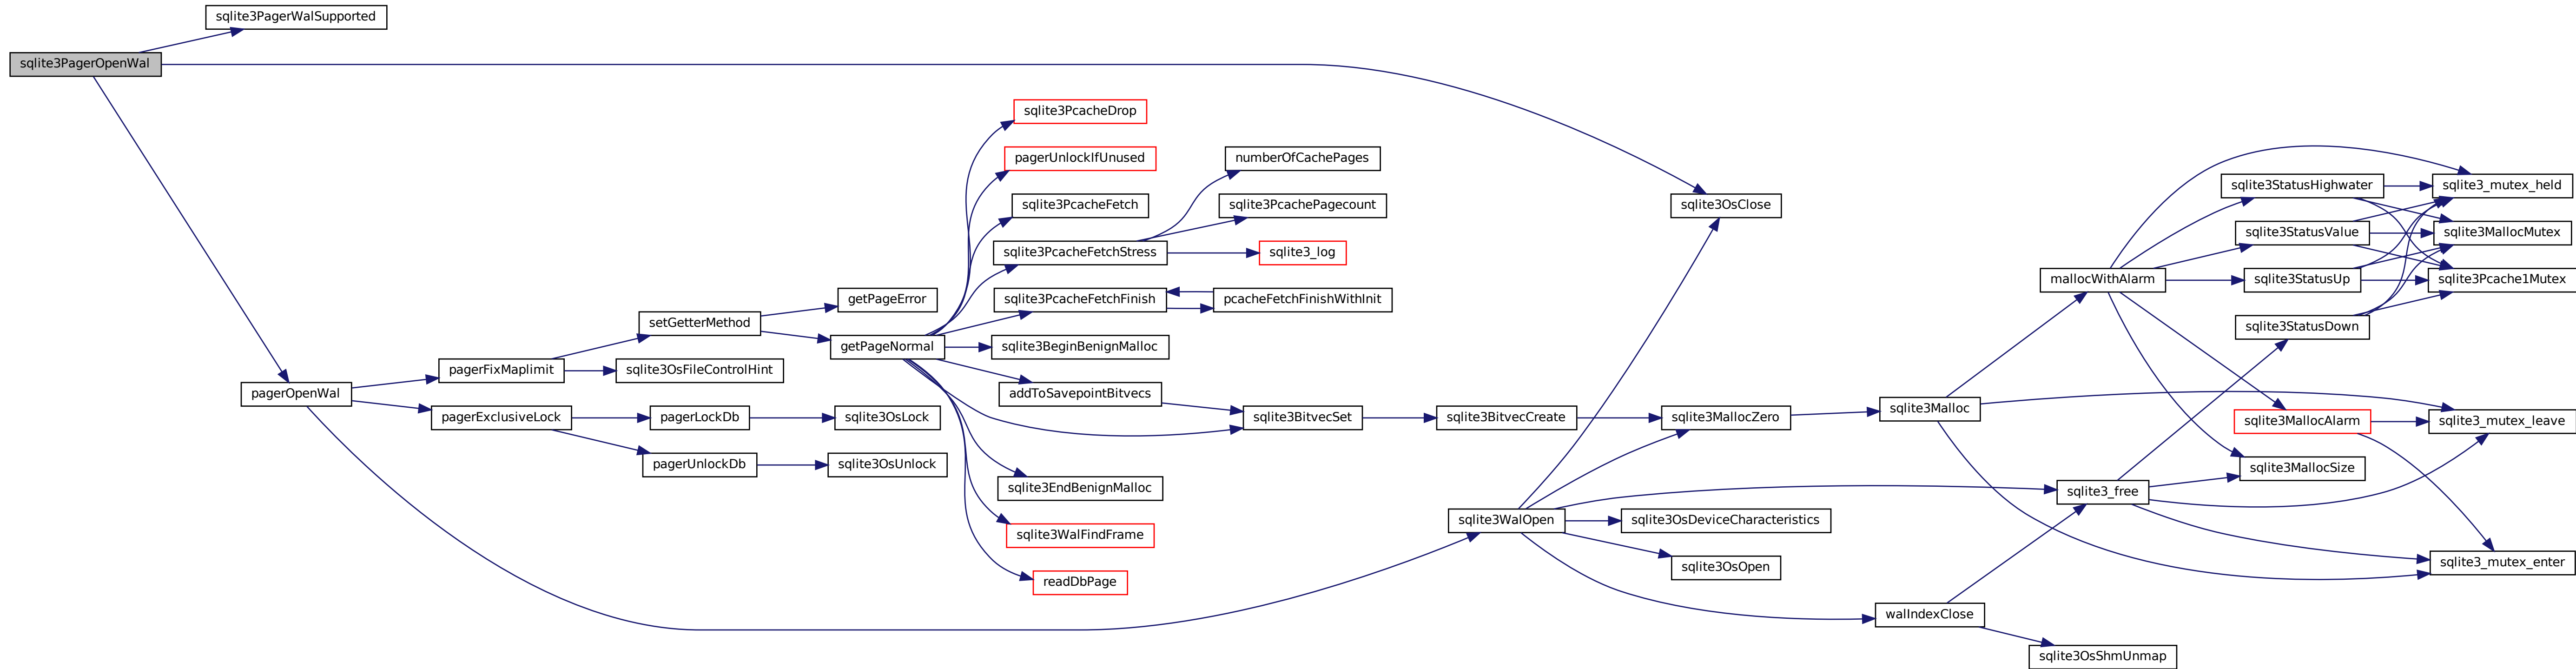 sqlite3PagerWalSupported
sqlite3PagerOpenWal
pagerOpenWal
pagerFixMaplimit
pagerExclusiveLock
setGetterMethod
sqlite3OsFileControlHint
pagerLockDb
pagerUnlockDb
getPageError
getPageNormal
sqlite3OsLock
sqlite3OsUnlock
sqlite3PcacheDrop
pagerUnlockIfUnused
sqlite3PcacheFetch
sqlite3PcacheFetchStress
sqlite3PcacheFetchFinish
sqlite3BeginBenignMalloc
addToSavepointBitvecs
sqlite3EndBenignMalloc
sqlite3WalFindFrame
readDbPage
numberOfCachePages
sqlite3PcachePagecount
sqlite3_log
pcacheFetchFinishWithInit
sqlite3BitvecSet
sqlite3BitvecCreate
sqlite3WalOpen
sqlite3OsClose
sqlite3MallocZero
sqlite3OsDeviceCharacteristics
sqlite3OsOpen
sqlite3Malloc
walIndexClose
mallocWithAlarm
sqlite3_free
sqlite3OsShmUnmap
sqlite3StatusHighwater
sqlite3StatusValue
sqlite3StatusUp
sqlite3StatusDown
sqlite3MallocAlarm
sqlite3MallocSize
sqlite3_mutex_held
sqlite3MallocMutex
sqlite3Pcache1Mutex
sqlite3_mutex_leave
sqlite3_mutex_enter